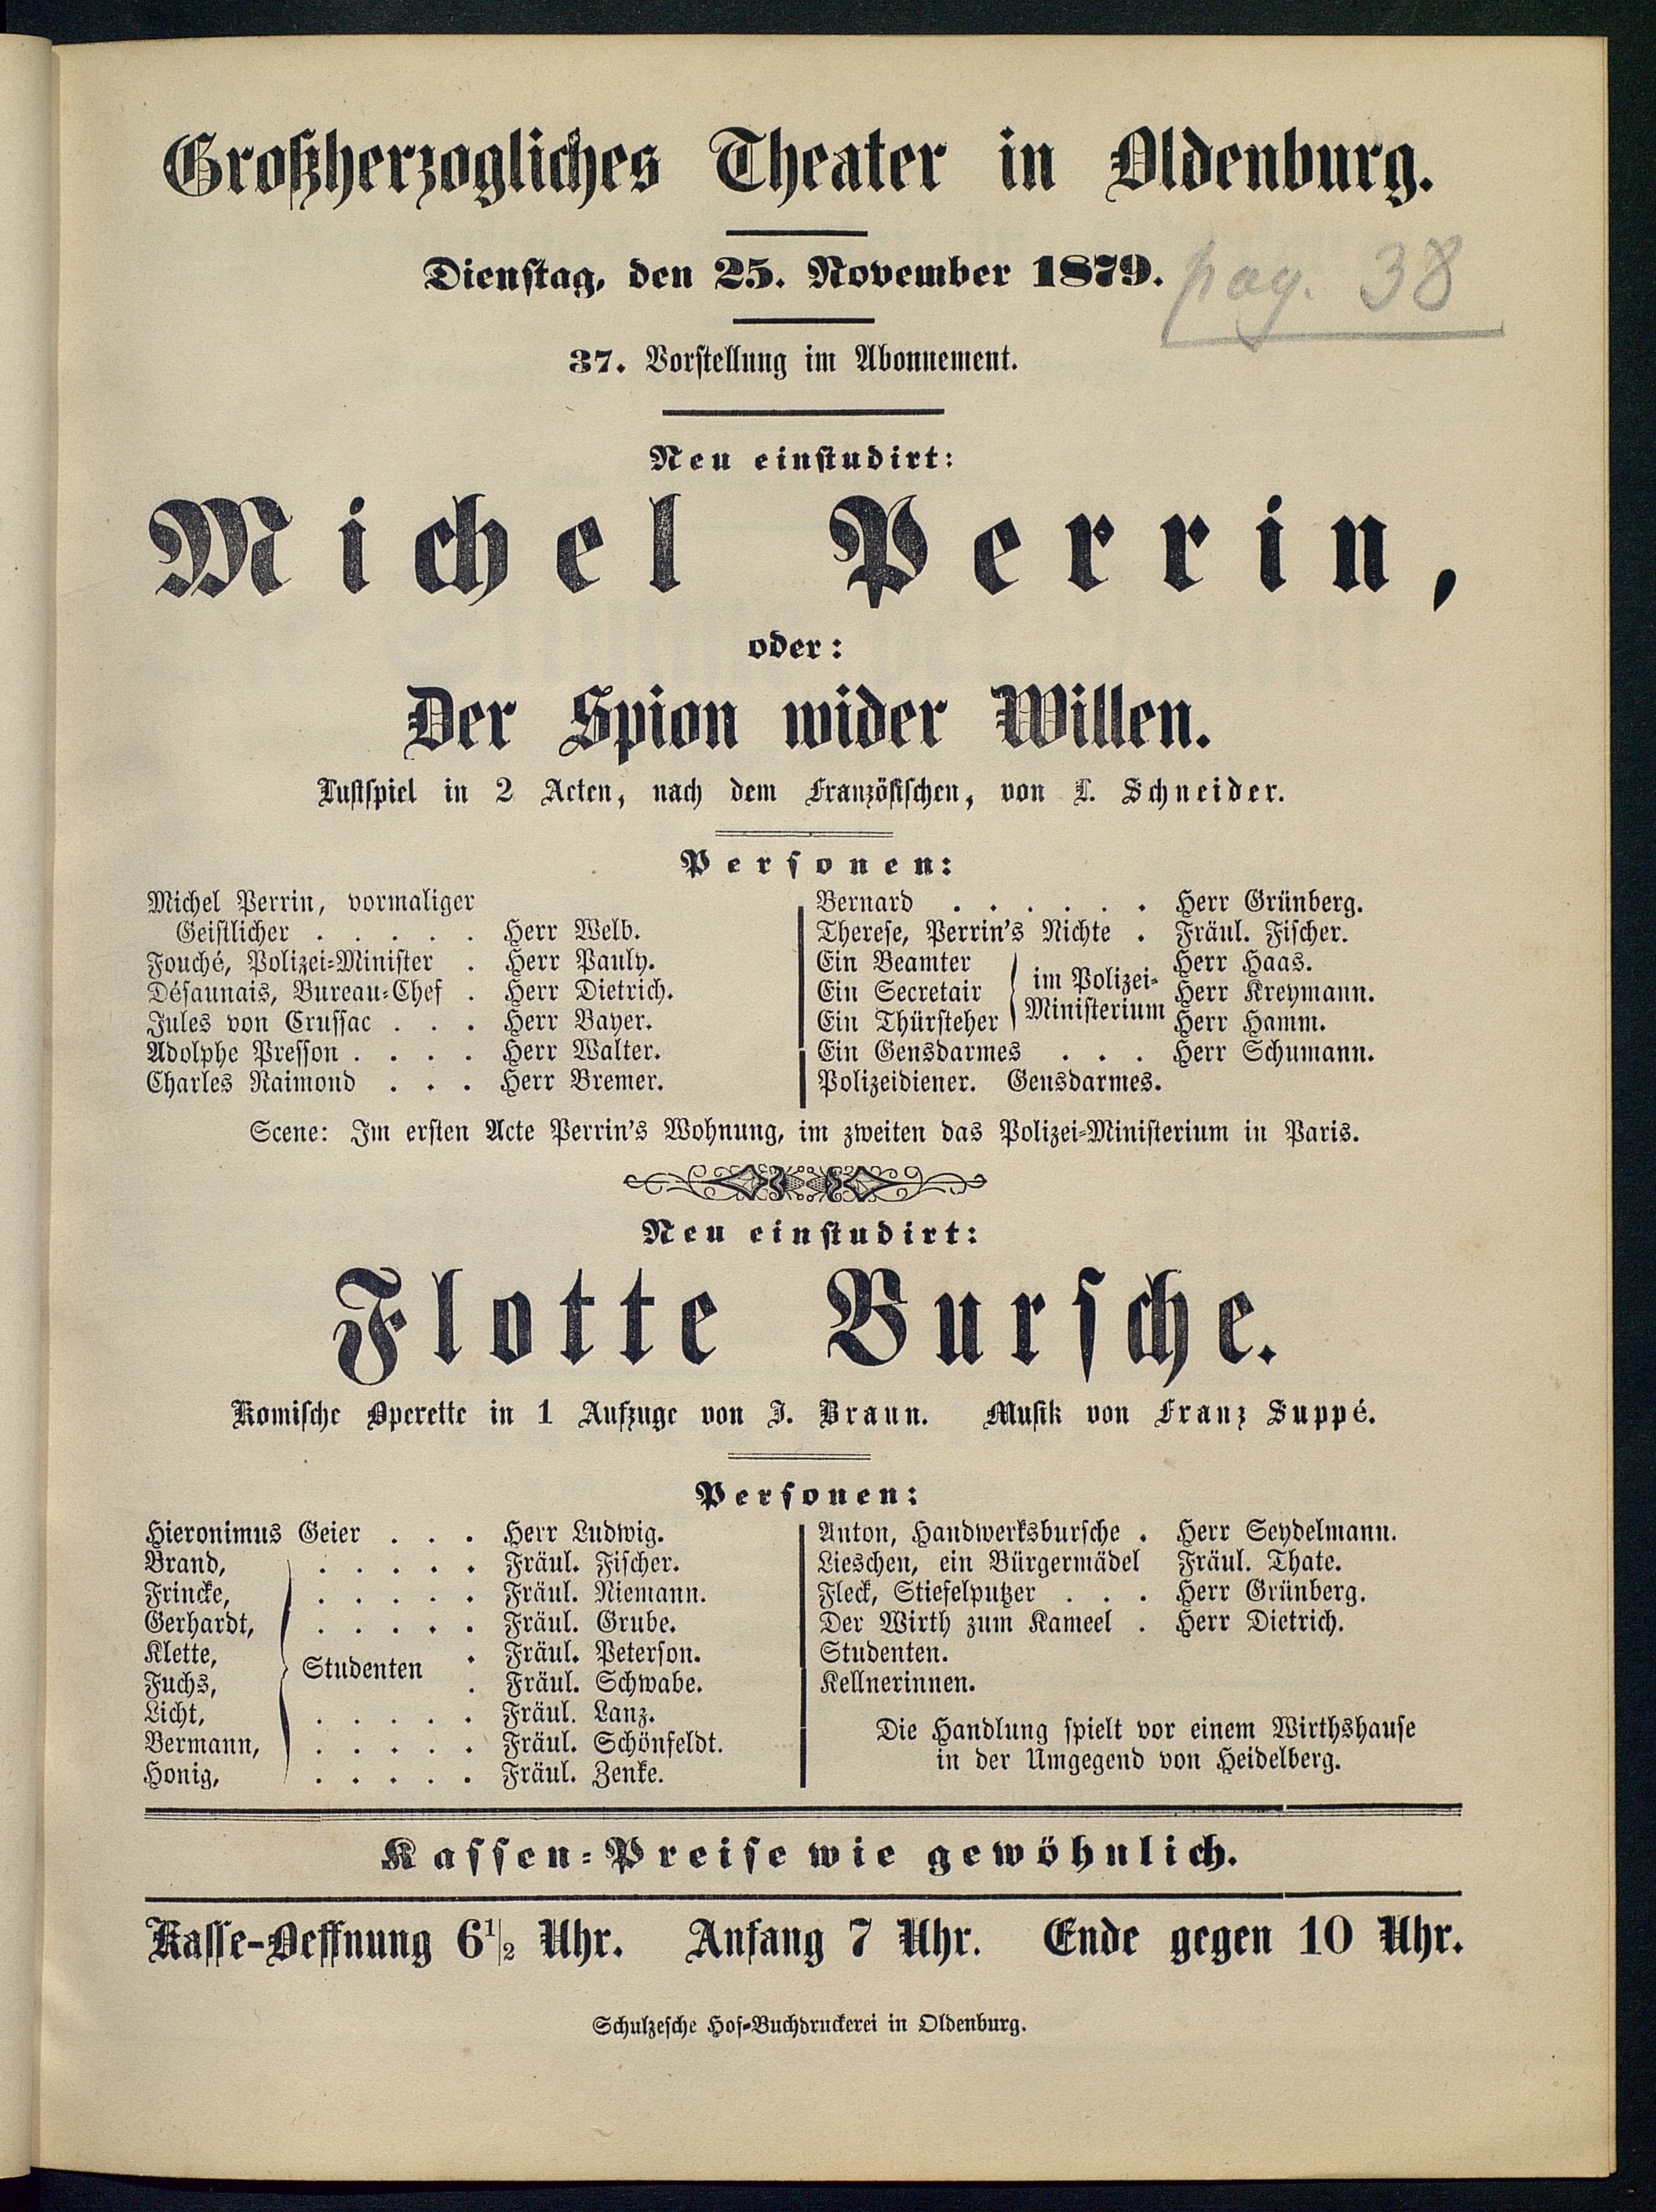 Großherzogliches Theater in Oldenburg.
Dienstag, den 25. November 1879.
pag. 38
37. Vorstellung im Abonnement.
Neu einstudirt:
Michel Perrin,
oder:
Der Spion wider Willen.
Lustspiel in 2 Acten, nach dem Französischen, von L. Schneider.
Personen:
Michel Perrin, vormaliger
Geistlicher . . . . . Herr Welb.
Fouché, Polizei-Minister . Herr Pauly.
Désaunais, Bureau-Chef . Herr Dietrich.
Jules von Crussac . . . Herr Bayer.
Adolphe Presson . . . . Herr Walter.
Charles Raimond . . . Herr Bremer.
Bernard . . . . . . Herr Grünberg.
Therese, Perrin's Nichte . Fräul. Fischer.
Ein Beamter Herr Haas.
im Polizei-
Ein Secretair Herr Kreymann.
Ministerium
Ein Thürsteher Herr Hamm.
Ein Gensdarmes . . . Herr Schumann.
Polizeidiener. Gensdarmes.
Scene: Im ersten Acte Perrin's Wohnung, im zweiten das Polizei-Ministerium in Paris.
Neu einstudirt:
Flotte Bursche.
Komische Operette in 1 Aufzuge von J. Braun. Musik von Franz Suppé.
Personen:
Hieronimus Geier . . . Herr Ludwig.
Brand, . . . . . Fräul. Fischer.
Frincke, . . . . . Fräul. Niemann.
Gerhardt, . . . . . Fräul. Grube.
Klette, . Fräul. Peterson.
Studenten
Fuchs, . Fräul. Schwabe.
Licht, . . . . . Fräul. Lanz.
Bermann, . . . . . Fräul. Schönfeldt.
Honig, . . . . . Fräul. Zenke.
Anton, Handwerksbursche . Herr Seydelmann.
Lieschen, ein Bürgermädel Fräul. Thate.
Fleck, Stiefelputzer . . . Herr Grünberg.
Der Wirth zum Kameel . Herr Dietrich.
Studenten.
Kellnerinnen.
Die Handlung spielt vor einem Wirthshause
in der Umgegend von Heidelberg.
Kassen-Preise wie gewöhnlich.
Kasse-Oeffnung 6½ Uhr. Anfang 7 Uhr. Ende gegen 10 Uhr.
Schulzesche Hof-Buchdruckerei in Oldenburg.